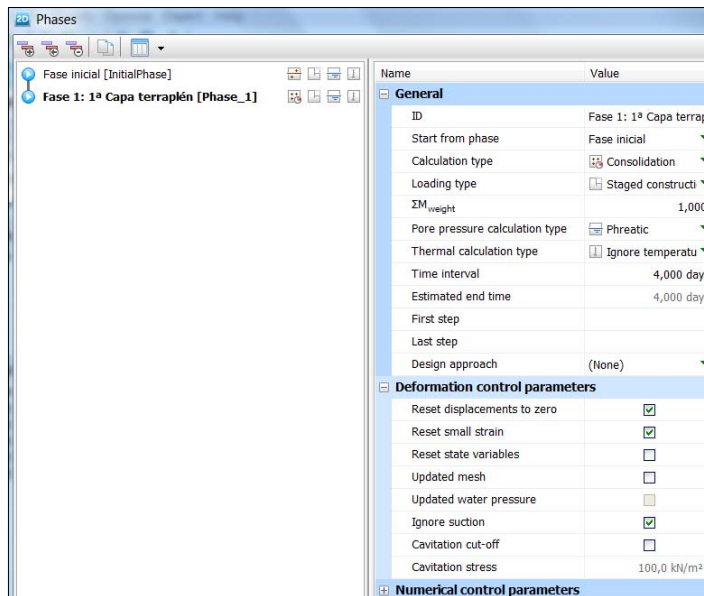 2D Phases
Fase inicial [InitialPhase]
Fase 1: 1ª Capa terraplén [Phase_1]
Name Value
General
ID Fase 1: 1ª Capa terrap
Start from phase Fase inicial
Calculation type Consolidation
Loading type Staged constructi
ΣMweight 1,000
Pore pressure calculation type Phreatic
Thermal calculation type Ignore temperatu
Time interval 4,000 day
Estimated end time 4,000 day
First step
Last step
Design approach (None)
Deformation control parameters
Reset displacements to zero
Reset small strain
Reset state variables
Updated mesh
Updated water pressure
Ignore suction
Cavitation cut-off
Cavitation stress 100,0 kN/m²
Numerical control parameters